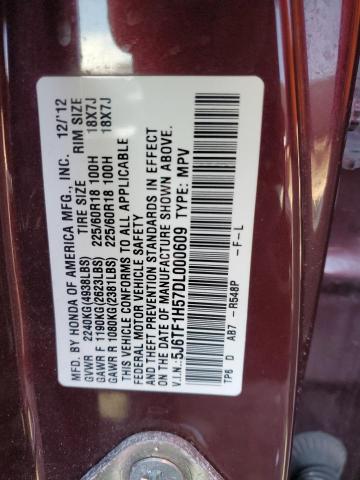 MFD. BY HONDA OF AMERICA MFG., INC. 12/'12
TIRE SIZE RIM SIZE
GVWR 2240KG(4938LBS)
GAWR F 1190KG(2623LBS) 225/60R18 100H 18X7J
GAWR R 1080KG(2381LBS) 225/60R18 100H 18X7J
THIS VEHICLE CONFORMS TO ALL APPLICABLE
FEDERAL MOTOR VEHICLE SAFETY
AND THEFT PREVENTION STANDARDS IN EFFECT
ON THE DATE OF MANUFACTURE SHOWN ABOVE.
V.I.N:5J6TF1H57DL000609 TYPE: MPV
TP6 D AB7 -R548P -F-L